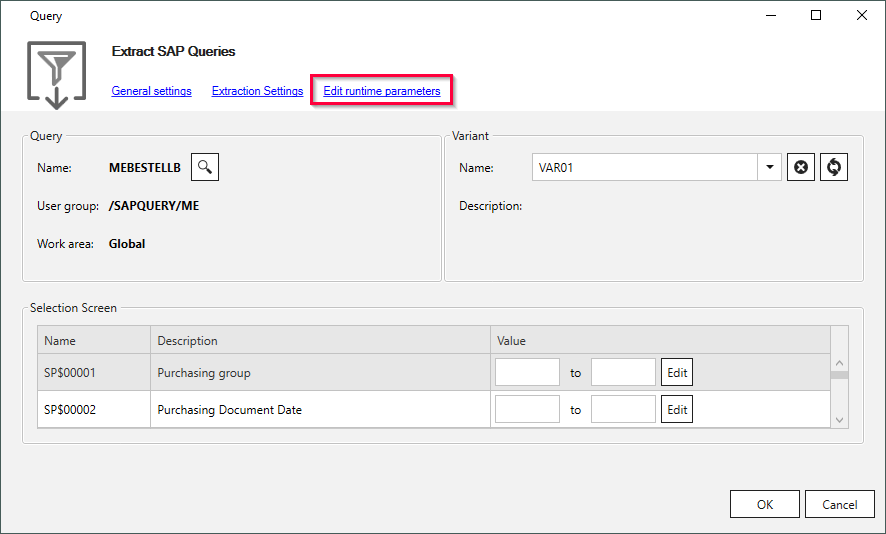 Query
Extract SAP Queries
General settings Extraction Settings Edit runtime parameters
Query
Name: MEBESTELLB
User group: /SAPQUERY/ME
Work area: Global
Variant
Name: VAR01
Description:
Selection Screen
Name Description Value
SP$00001 Purchasing group to Edit
SP$00002 Purchasing Document Date to Edit
OK Cancel